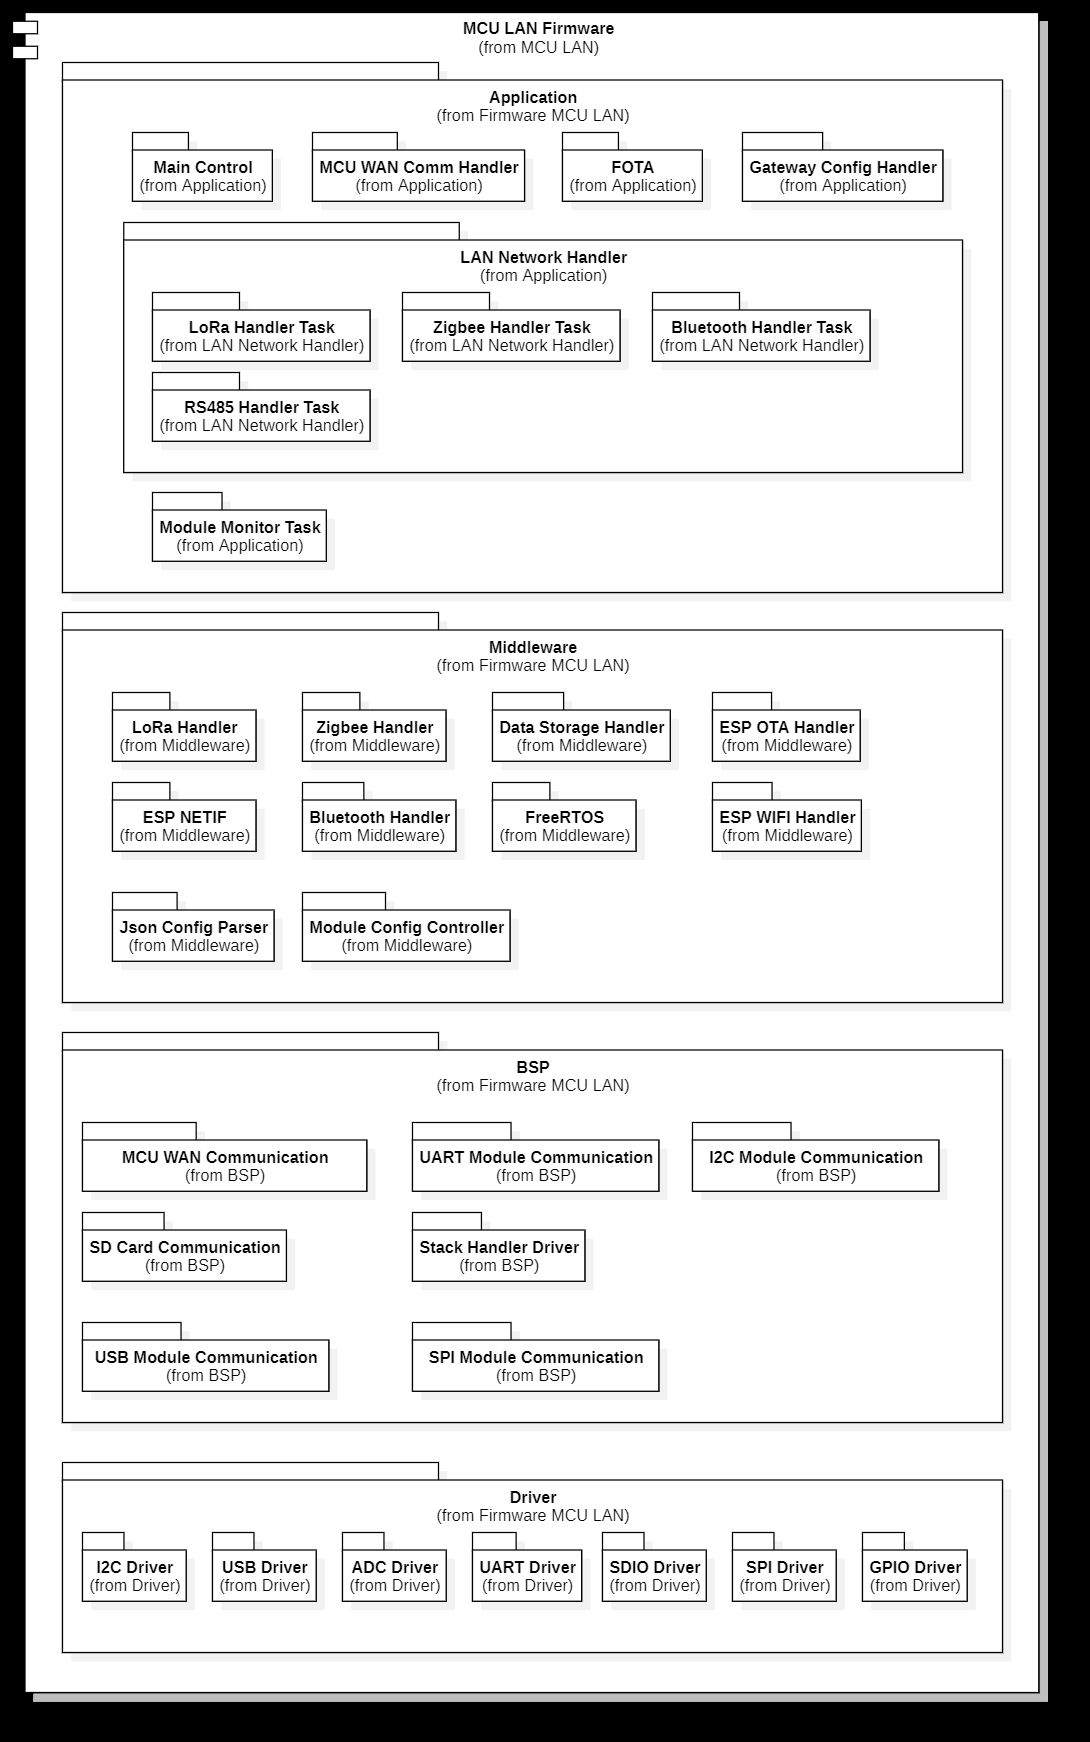 MCU LAN Firmware
(from MCU LAN)
Application
(from Firmware MCU LAN)
Main Control
(from Application)
MCU WAN Comm Handler
(from Application)
FOTA
(from Application)
Gateway Config Handler
(from Application)
LAN Network Handler
(from Application)
LoRa Handler Task
(from LAN Network Handler)
Zigbee Handler Task
(from LAN Network Handler)
Bluetooth Handler Task
(from LAN Network Handler)
RS485 Handler Task
(from LAN Network Handler)
Module Monitor Task
(from Application)
Middleware
(from Firmware MCU LAN)
LoRa Handler
(from Middleware)
Zigbee Handler
(from Middleware)
Data Storage Handler
(from Middleware)
ESP OTA Handler
(from Middleware)
ESP NETIF
(from Middleware)
Bluetooth Handler
(from Middleware)
FreeRTOS
(from Middleware)
ESP WIFI Handler
(from Middleware)
Json Config Parser
(from Middleware)
Module Config Controller
(from Middleware)
BSP
(from Firmware MCU LAN)
MCU WAN Communication
(from BSP)
UART Module Communication
(from BSP)
I2C Module Communication
(from BSP)
SD Card Communication
(from BSP)
Stack Handler Driver
(from BSP)
USB Module Communication
(from BSP)
SPI Module Communication
(from BSP)
Driver
(from Firmware MCU LAN)
I2C Driver
(from Driver)
USB Driver
(from Driver)
ADC Driver
(from Driver)
UART Driver
(from Driver)
SDIO Driver
(from Driver)
SPI Driver
(from Driver)
GPIO Driver
(from Driver)